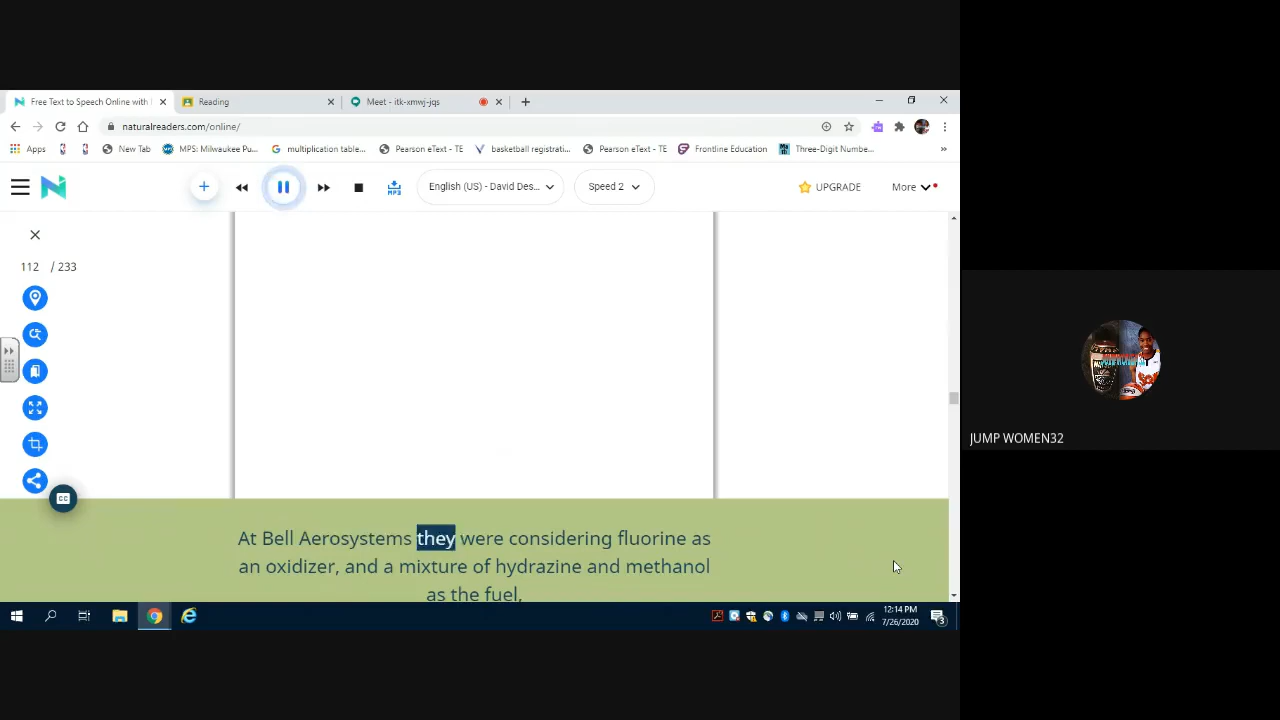 Free Text to Speech Online with
Reading
Meet - itk-xmwj-jqs
naturalreaders.com/online/
Apps
New Tab
MPS: Milwaukee Pu...
multiplication table...
Pearson eText - TE
basketball registrati...
Pearson eText - TE
Frontline Education
Three-Digit Numbe...
»
MP3
English (US) - David Des...
Speed 2
UPGRADE
More
112 / 233
CC
At Bell Aerosystems they were considering fluorine as
an oxidizer, and a mixture of hydrazine and methanol
as the fuel,
JUMP WOMEN32
12:14 PM
7/26/2020
3